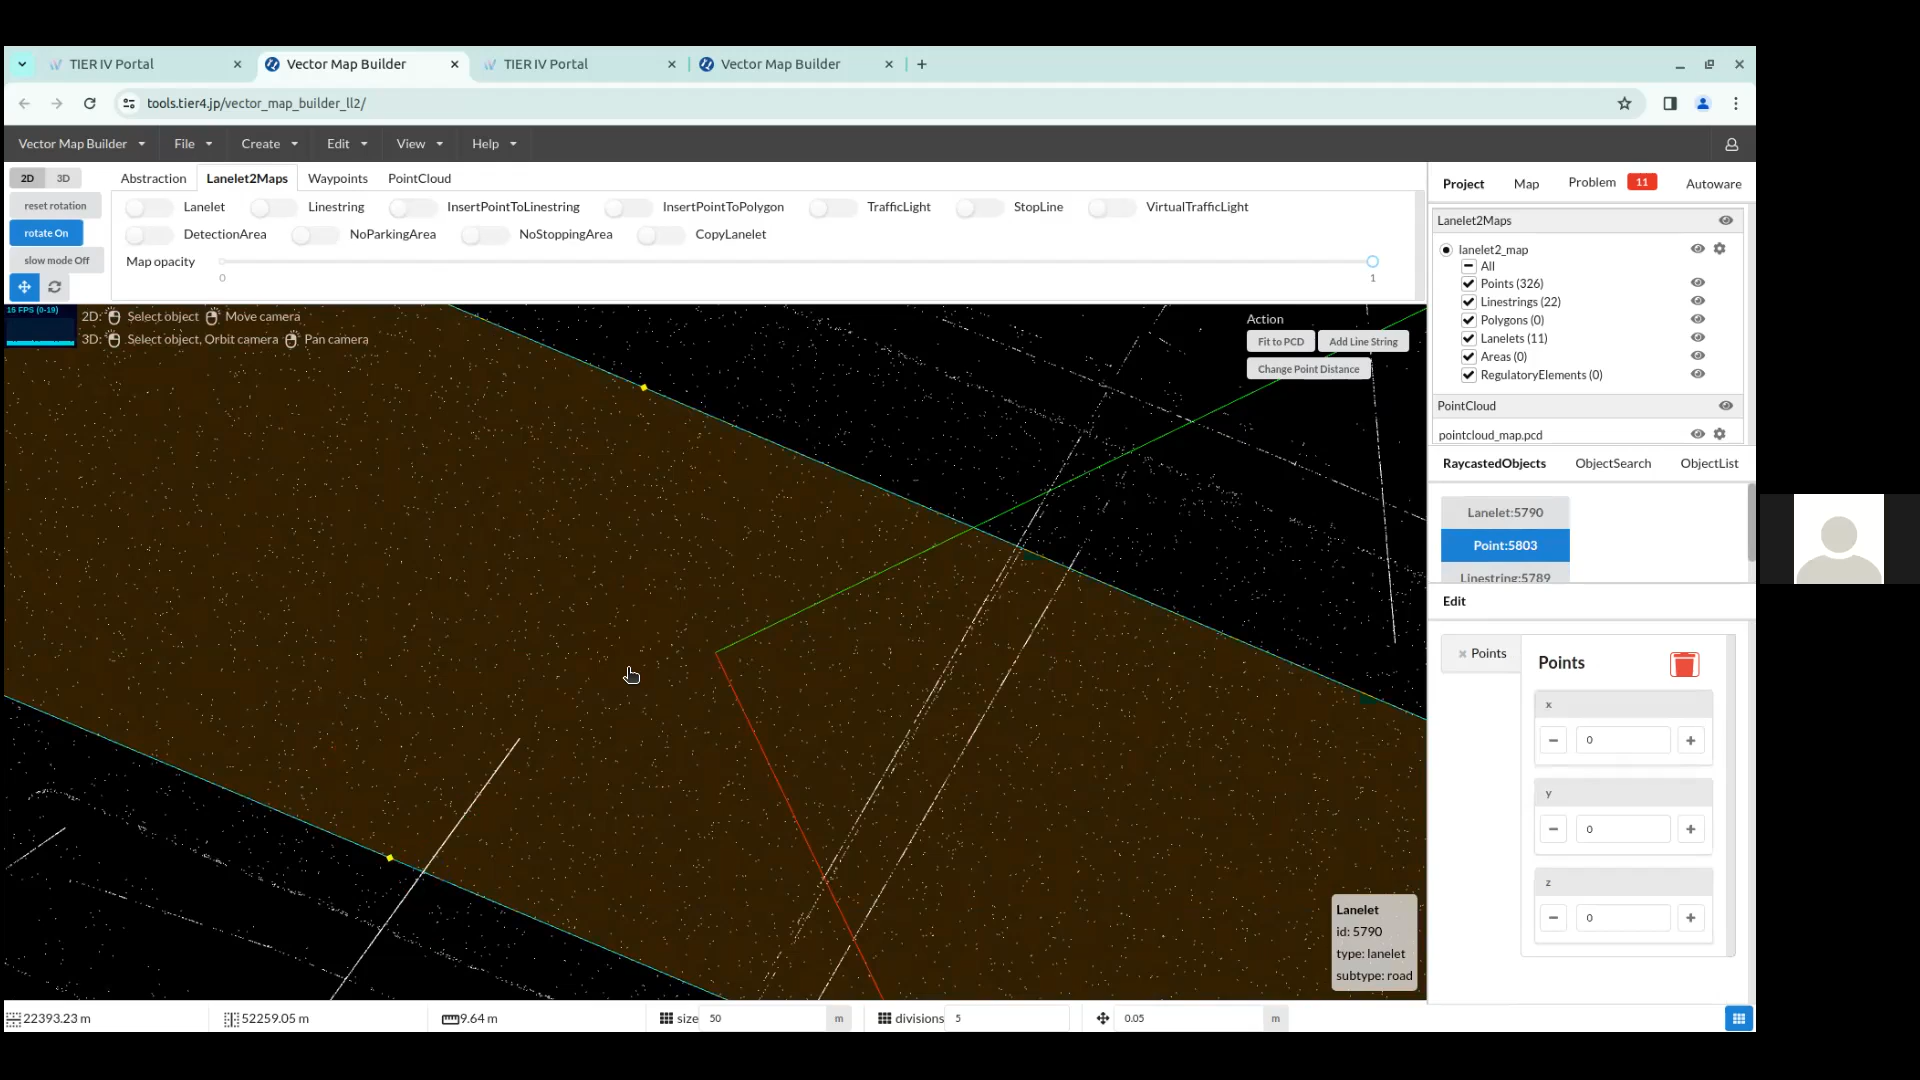 TIER IV Portal
Vector Map Builder
TIER IV Portal
Vector Map Builder
tools.tier4.jp/vector_map_builder_ll2/
Vector Map Builder File Create Edit View Help
2D 3D
reset rotation
rotate On
slow mode Off
Abstraction Lanelet2Maps Waypoints PointCloud
Lanelet Linestring InsertPointToLinestring InsertPointToPolygon TrafficLight StopLine VirtualTrafficLight
DetectionArea NoParkingArea NoStoppingArea CopyLanelet
Map opacity
0 1
15 FPS (0-19)
2D: Select object Move camera
3D: Select object, Orbit camera Pan camera
Action
Fit to PCD Add Line String
Change Point Distance
Lanelet
id: 5790
type: lanelet
subtype: road
Project Map Problem 11 Autoware
Lanelet2Maps
lanelet2_map
All
Points (326)
Linestrings (22)
Polygons (0)
Lanelets (11)
Areas (0)
RegulatoryElements (0)
PointCloud
pointcloud_map.pcd
RaycastedObjects ObjectSearch ObjectList
Lanelet:5790
Point:5803
Linestring:5789
Edit
Points
Points
x
0
y
0
z
0
22393.23 m 52259.05 m 9.64 m size 50 m divisions 5 0.05 m